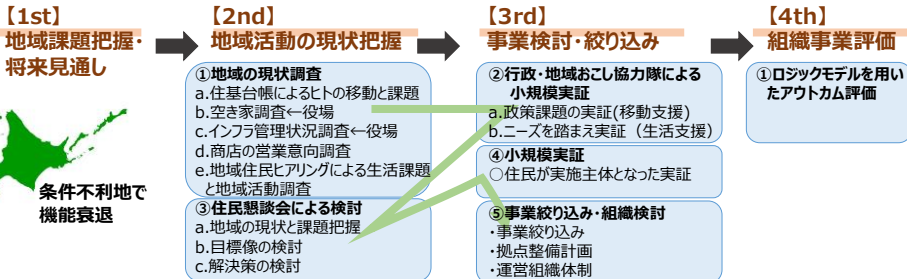 【1st】
地域課題把握・
将来見通し
条件不利地で
機能衰退
【2nd】
地域活動の現状把握
①地域の現状調査
a.住基台帳によるヒトの移動と課題
b.空き家調査←役場
c.インフラ管理状況調査←役場
d.商店の営業意向調査
e.地域住民ヒアリングによる生活課題
と地域活動調査
③住民懇談会による検討
a.地域の現状と課題把握
b.目標像の検討
c.解決策の検討
【3rd】
事業検討・絞り込み
②行政・地域おこし協力隊による
小規模実証
a.政策課題の実証(移動支援)
b.ニーズを踏まえ実証（生活支援）
④小規模実証
○住民が実施主体となった実証
⑤事業絞り込み・組織検討
・事業絞り込み
・拠点整備計画
・運営組織体制
【4th】
組織事業評価
①ロジックモデルを用い
たアウトカム評価